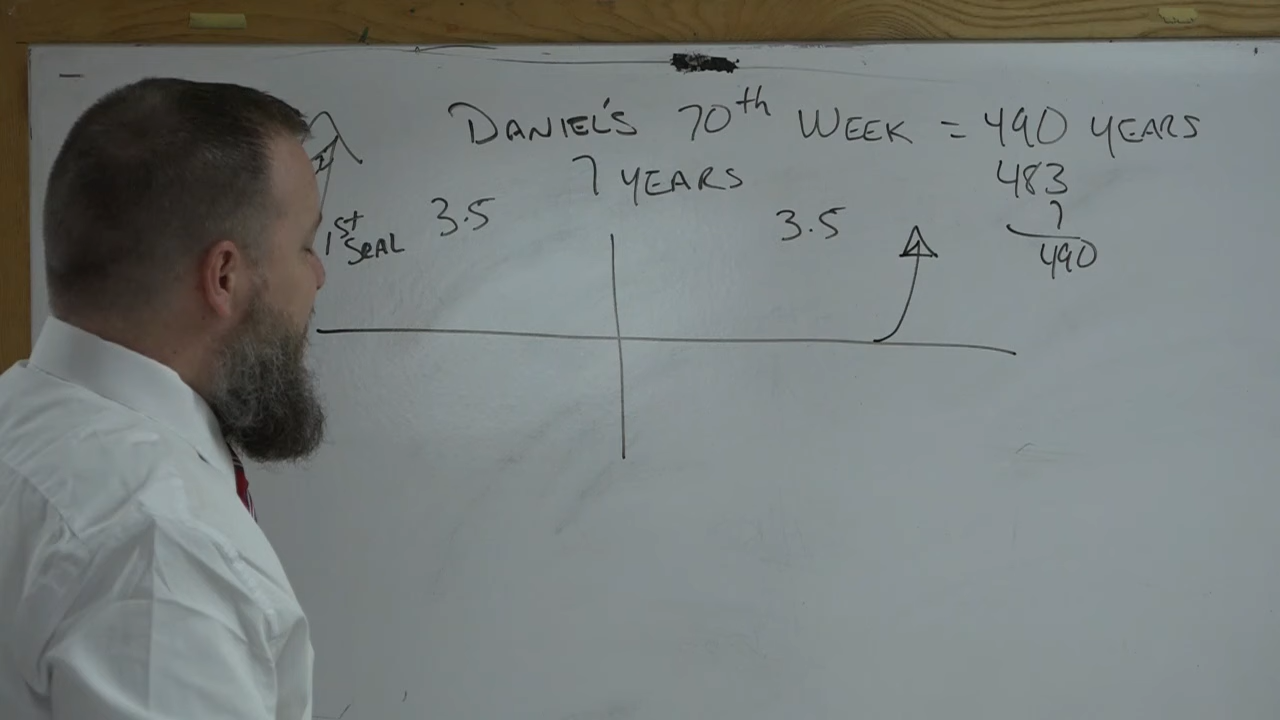 DANIEL'S 70th WEEK = 490 YEARS
7 YEARS
483
7
490
1st SEAL
3.5
3.5